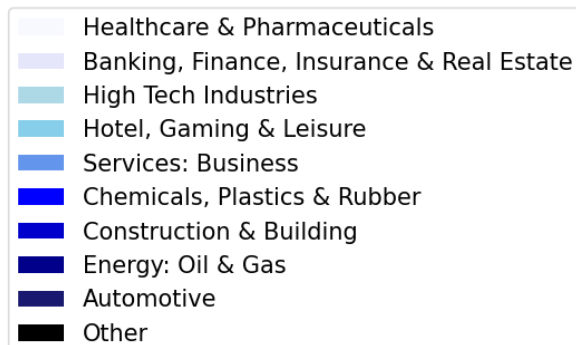 Healthcare & Pharmaceuticals
Banking, Finance, Insurance & Real Estate
High Tech Industries
Hotel, Gaming & Leisure
Services: Business
Chemicals, Plastics & Rubber
Construction & Building
Energy: Oil & Gas
Automotive
Other